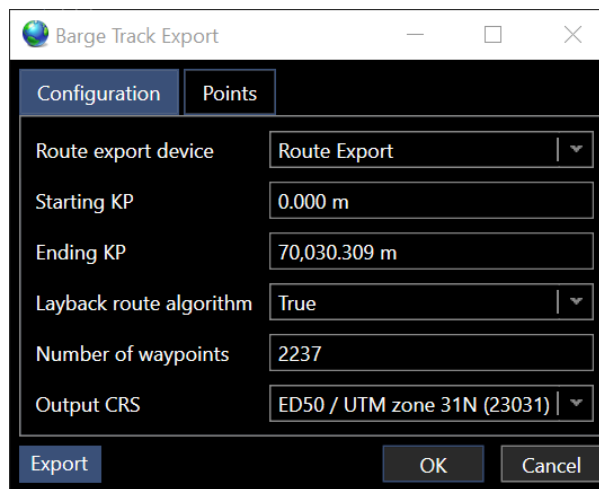 Barge Track Export
Configuration Points
Route export device Route Export
Starting KP 0.000 m
Ending KP 70,030.309 m
Layback route algorithm True
Number of waypoints 2237
Output CRS ED50 / UTM zone 31N (23031)
Export OK Cancel